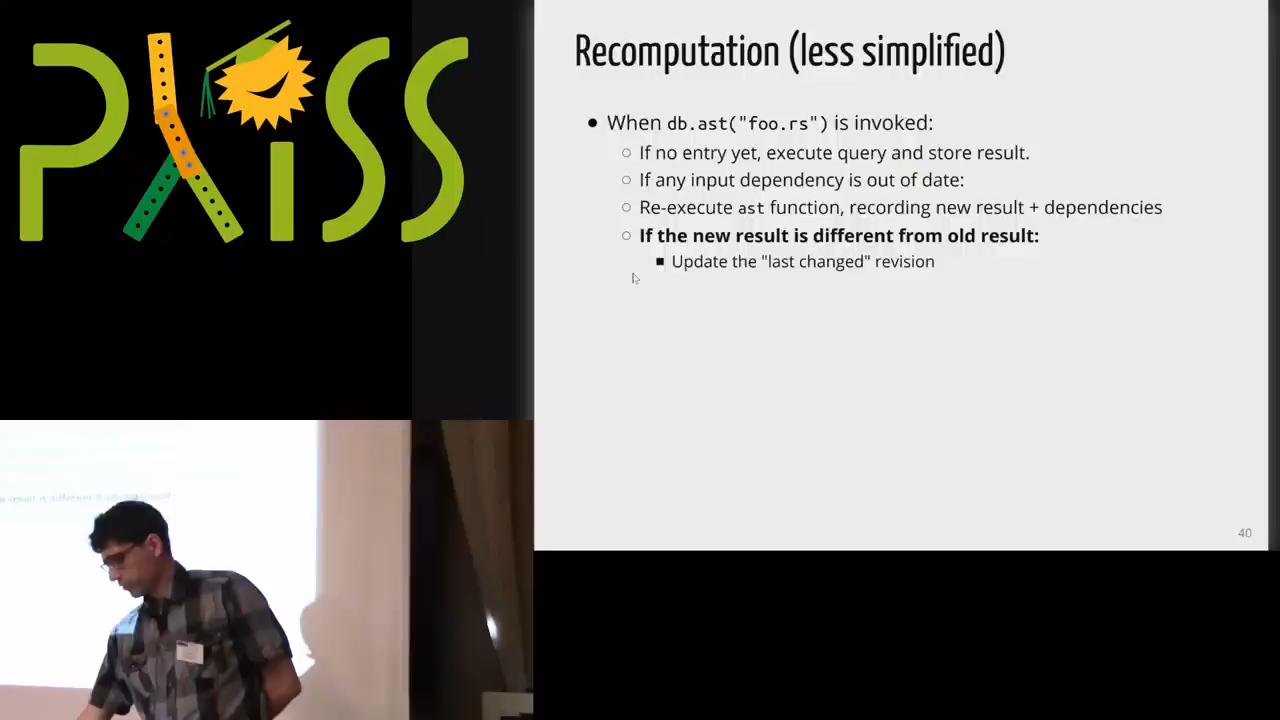 PLISS
Recomputation (less simplified)
● When db.ast("foo.rs") is invoked:
○ If no entry yet, execute query and store result.
○ If any input dependency is out of date:
○ Re-execute ast function, recording new result + dependencies
○ If the new result is different from old result:
■ Update the "last changed" revision
40